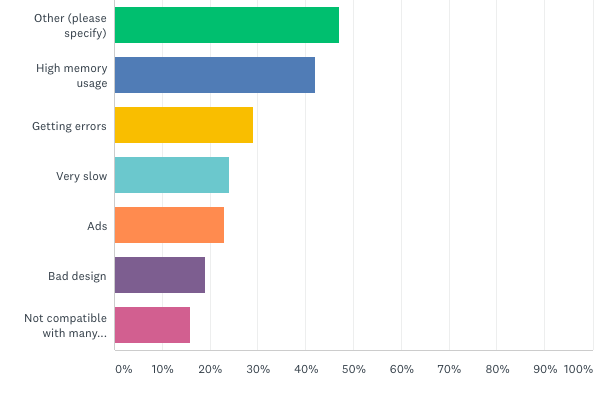 Other (please
specify)
High memory
usage
Getting errors
Very slow
Ads
Bad design
Not compatible
with many...
0% 10% 20% 30% 40% 50% 60% 70% 80% 90% 100%